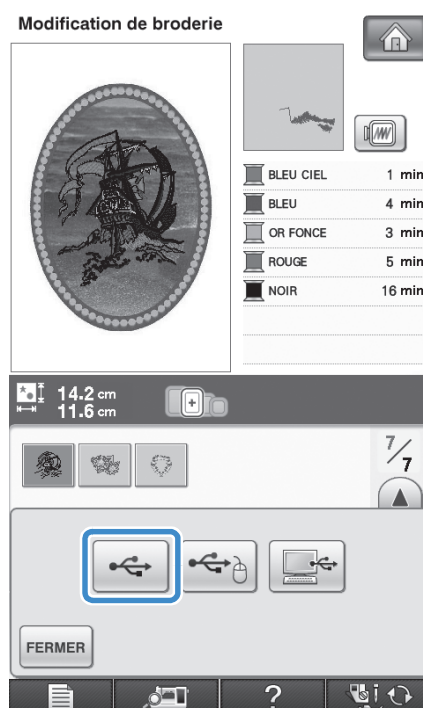 Modification de broderie
BLEU CIEL 1 min
BLEU 4 min
OR FONCE 3 min
ROUGE 5 min
NOIR 16 min
14.2 cm
11.6 cm
7/7
FERMER
?